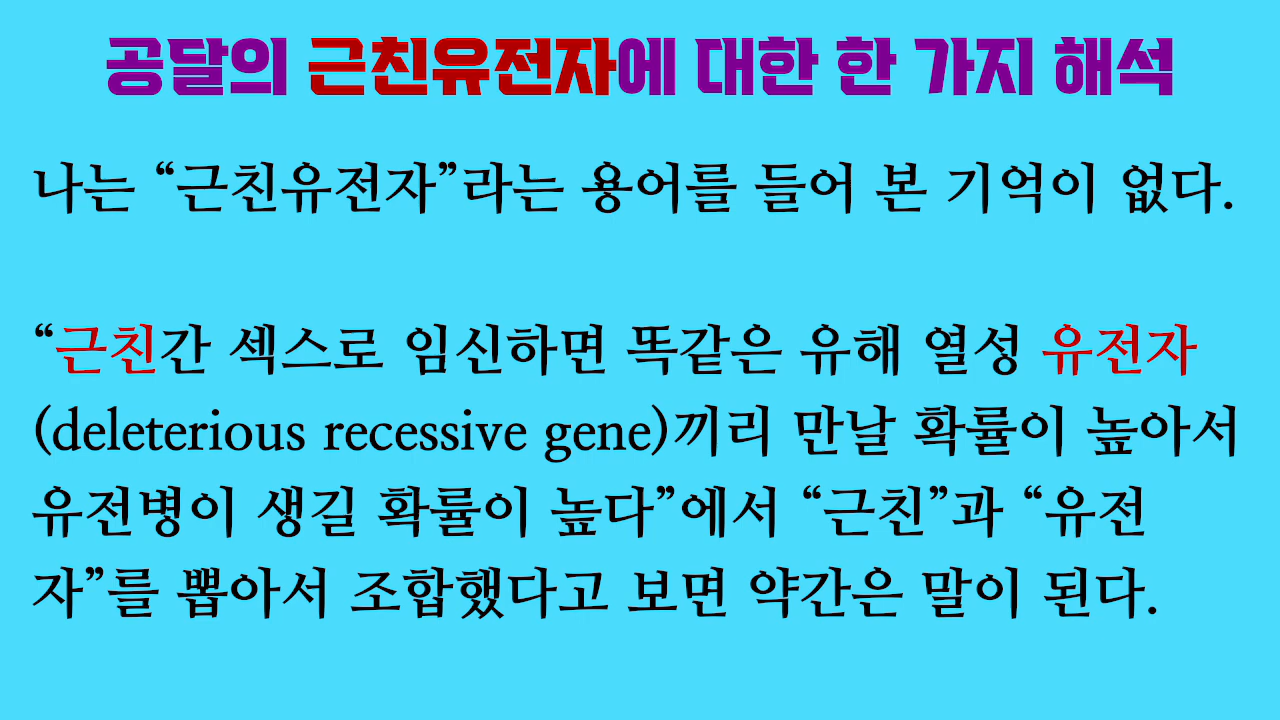 공달의 근친유전자에 대한 한 가지 해석
나는 “근친유전자”라는 용어를 들어 본 기억이 없다.
“근친간 섹스로 임신하면 똑같은 유해 열성 유전자
(deleterious recessive gene)끼리 만날 확률이 높아서
유전병이 생길 확률이 높다”에서 “근친”과 “유전
자”를 뽑아서 조합했다고 보면 약간은 말이 된다.